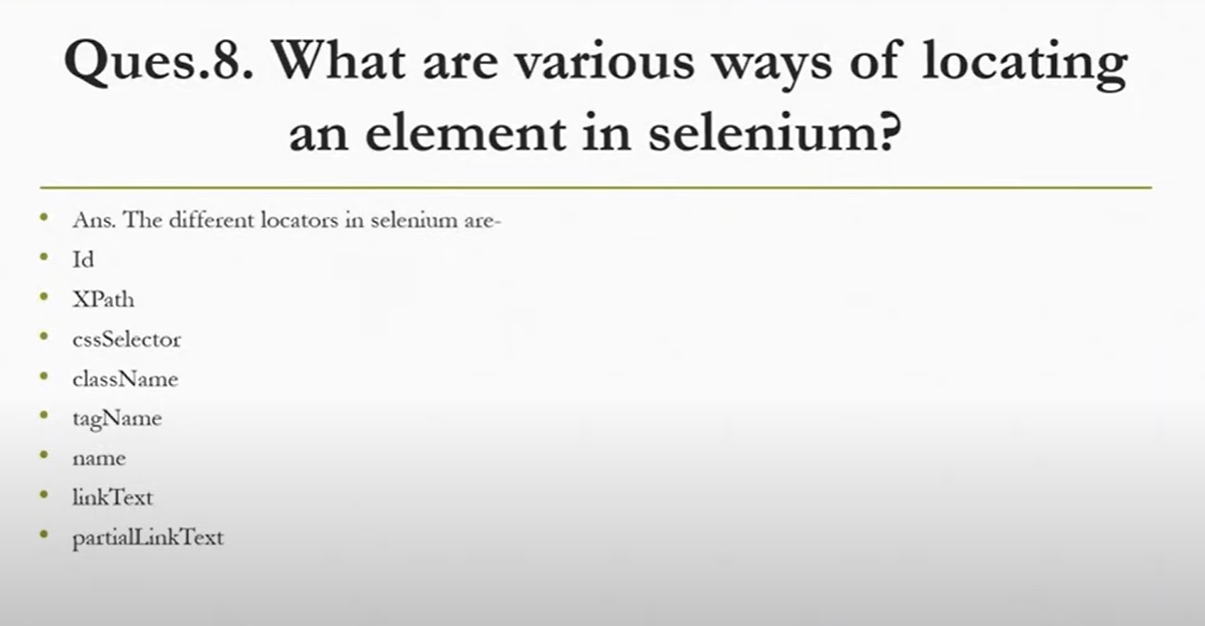 Ques.8. What are various ways of locating
an element in selenium?
• Ans. The different locators in selenium are-
• Id
• XPath
• cssSelector
• className
• tagName
• name
• linkText
• partialLinkText